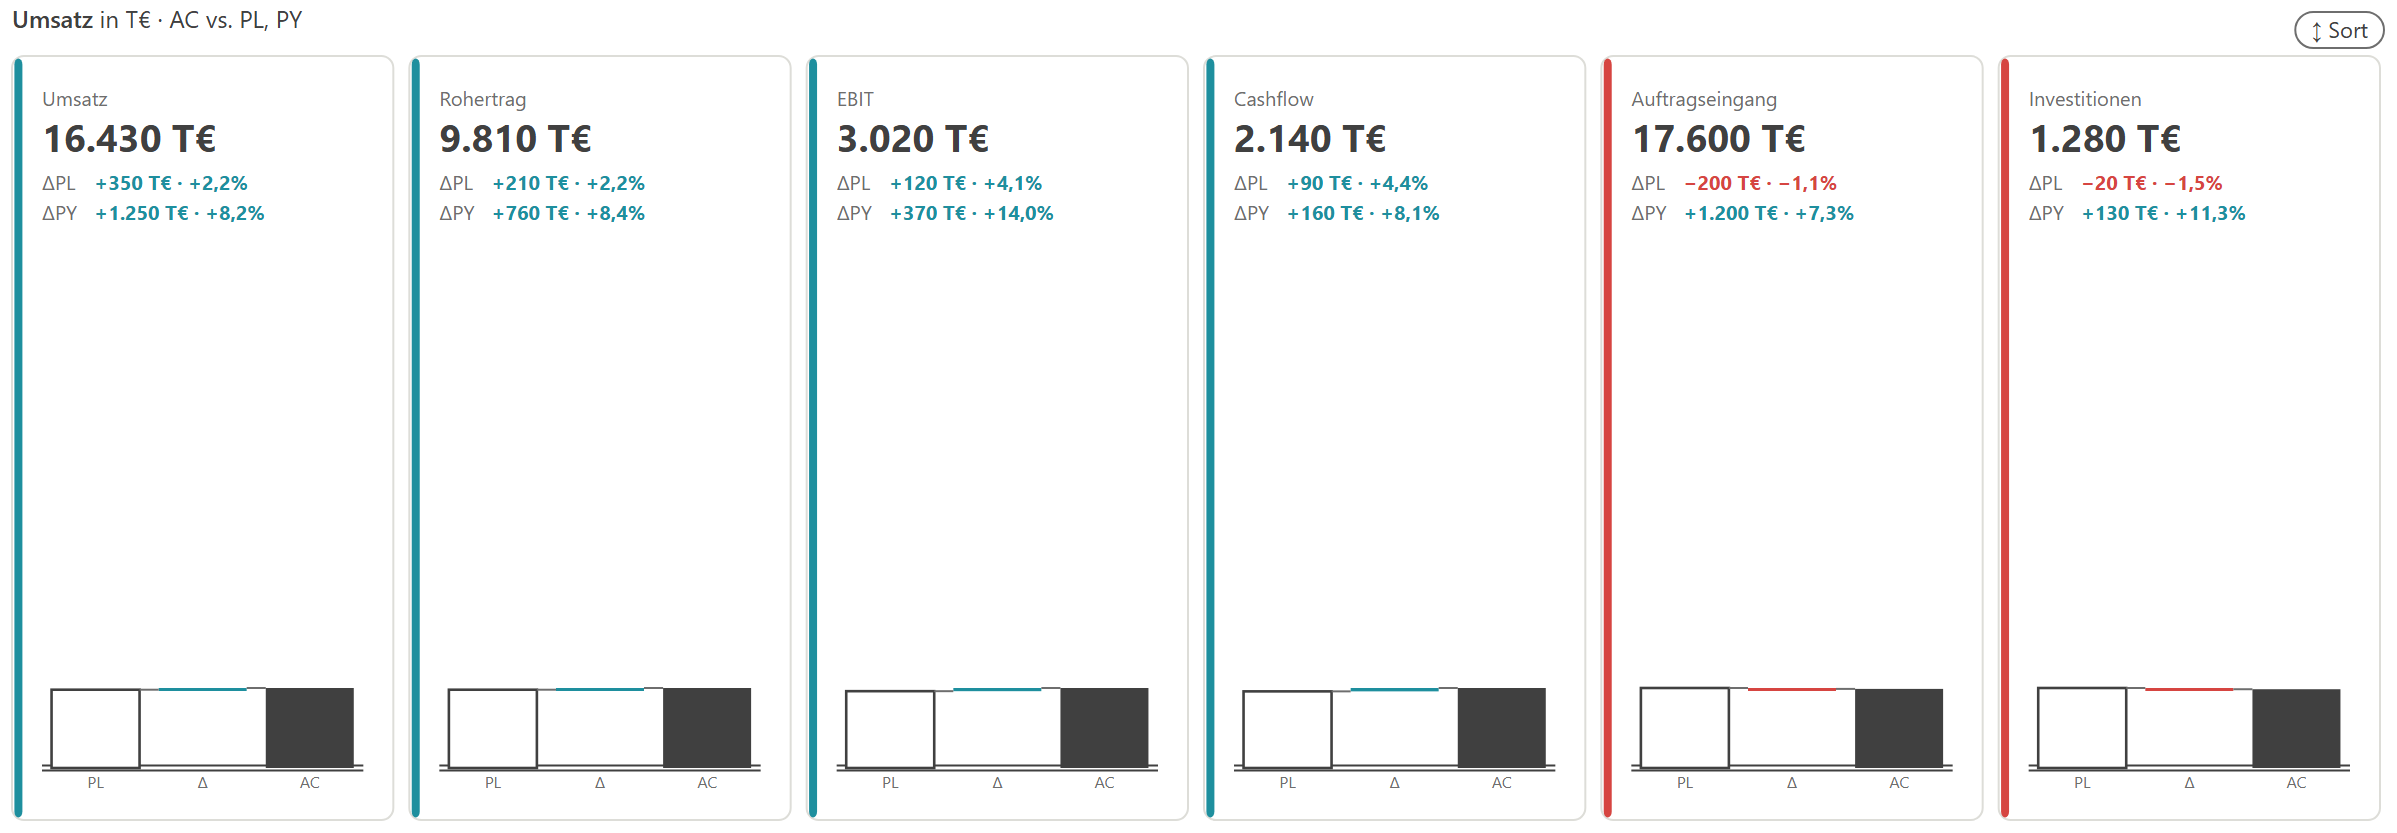 Umsatz in T€ · AC vs. PL, PY
↕ Sort
Umsatz
16.430 T€
ΔPL +350 T€ · +2,2%
ΔPY +1.250 T€ · +8,2%
PL Δ AC
Rohertrag
9.810 T€
ΔPL +210 T€ · +2,2%
ΔPY +760 T€ · +8,4%
PL Δ AC
EBIT
3.020 T€
ΔPL +120 T€ · +4,1%
ΔPY +370 T€ · +14,0%
PL Δ AC
Cashflow
2.140 T€
ΔPL +90 T€ · +4,4%
ΔPY +160 T€ · +8,1%
PL Δ AC
Auftragseingang
17.600 T€
ΔPL −200 T€ · −1,1%
ΔPY +1.200 T€ · +7,3%
PL Δ AC
Investitionen
1.280 T€
ΔPL −20 T€ · −1,5%
ΔPY +130 T€ · +11,3%
PL Δ AC